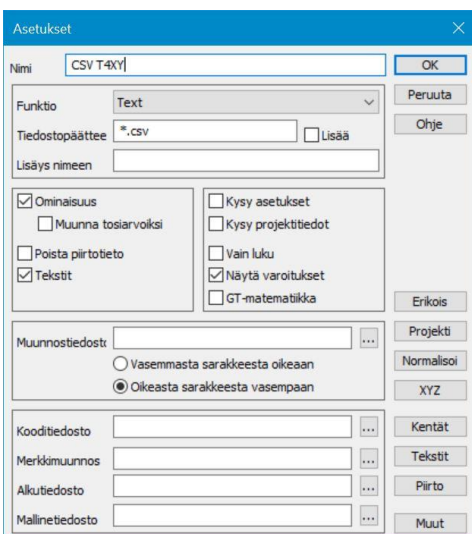 Asetukset
Nimi CSV T4XY OK
Funktio Text Peruuta
Tiedostopäättee *.csv Lisää Ohje
Lisäys nimeen
Ominaisuus Kysy asetukset
Muunna tosiarvoiksi Kysy projektitiedot
Poista piirtotieto Vain luku
Tekstit Näytä varoitukset
GT-matematiikka Erikois
Muunnostiedosto ... Projekti
Vasemmasta sarakkeesta oikeaan Normalisoi
Oikeasta sarakkeesta vasempaan XYZ
Kooditiedosto ... Kentät
Merkkimuunnos ... Tekstit
Alkutiedosto ... Piirto
Mallinetiedosto ... Muut